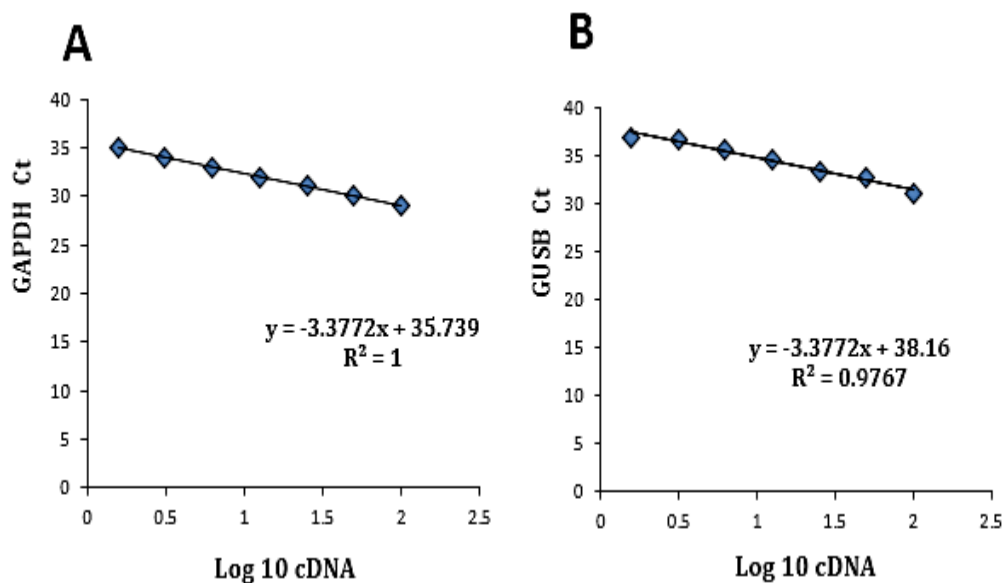 A
GAPDH Ct
40
35
30
25
20
15
10
5
0
y = -3.3772x + 35.739
R² = 1
0 0.5 1 1.5 2 2.5
Log 10 cDNA
B
GUSB Ct
40
35
30
25
20
15
10
5
0
y = -3.3772x + 38.16
R² = 0.9767
0 0.5 1 1.5 2 2.5
Log 10 cDNA